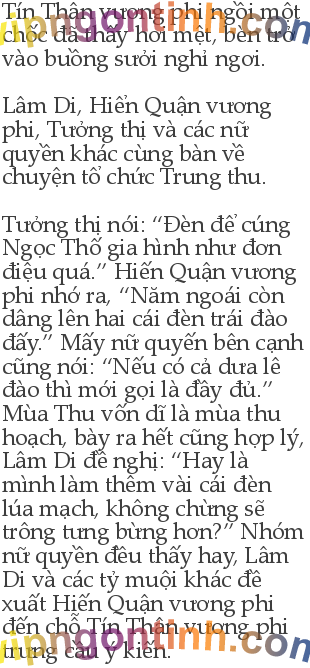 Tín Thân vương phi ngồi một
chốc đã thấy hơi mệt, bèn trở
vào buồng sưởi nghỉ ngơi.

Lâm Di, Hiển Quận vương
phi, Tưởng thị và các nữ
quyền khác cùng bàn về
chuyện tổ chức Trung thu.

Tưởng thị nói: “Đèn để cúng
Ngọc Thố gia hình như đơn
điệu quá.” Hiến Quận vương
phi nhớ ra, “Năm ngoái còn
dâng lên hai cái đèn trái đào
đấy.” Mấy nữ quyến bên cạnh
cũng nói: “Nếu có cả dưa lê
đào thì mới gọi là đầy đủ.”
Mùa Thu vốn dĩ là mùa thu
hoạch, bày ra hết cũng hợp lý,
Lâm Di đề nghị: “Hay là
mình làm thêm vài cái đèn
lúa mạch, không chừng sẽ
trông tưng bừng hơn?” Nhóm
nữ quyền đều thấy hay, Lâm
Di và các tỷ muội khác đề
xuất Hiến Quận vương phi
đến chỗ Tín Thân vương phi
trưng cầu ý kiến.
vipngontinh.com
vipngontinh.com